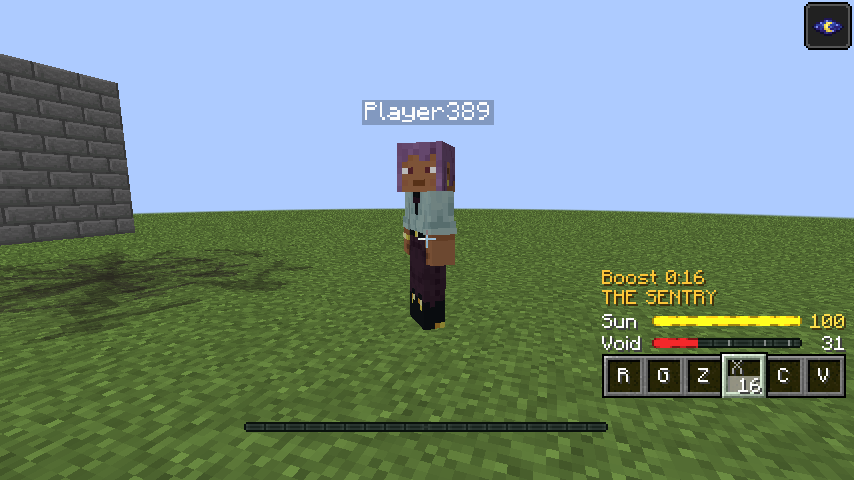 Player389
Boost 0:16
THE SENTRY
Sun 100
Void 31
R G Z X 16 C V